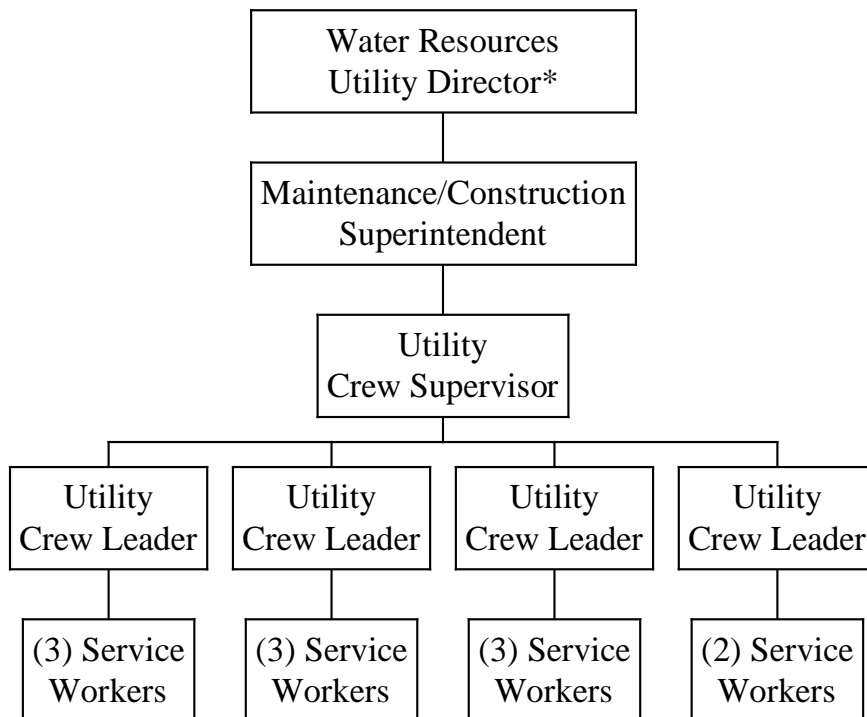 Water Resources
Utility Director*
Maintenance/Construction
Superintendent
Utility
Crew Supervisor
Utility
Crew Leader
Utility
Crew Leader
Utility
Crew Leader
Utility
Crew Leader
(3) Service
Workers
(3) Service
Workers
(3) Service
Workers
(2) Service
Workers